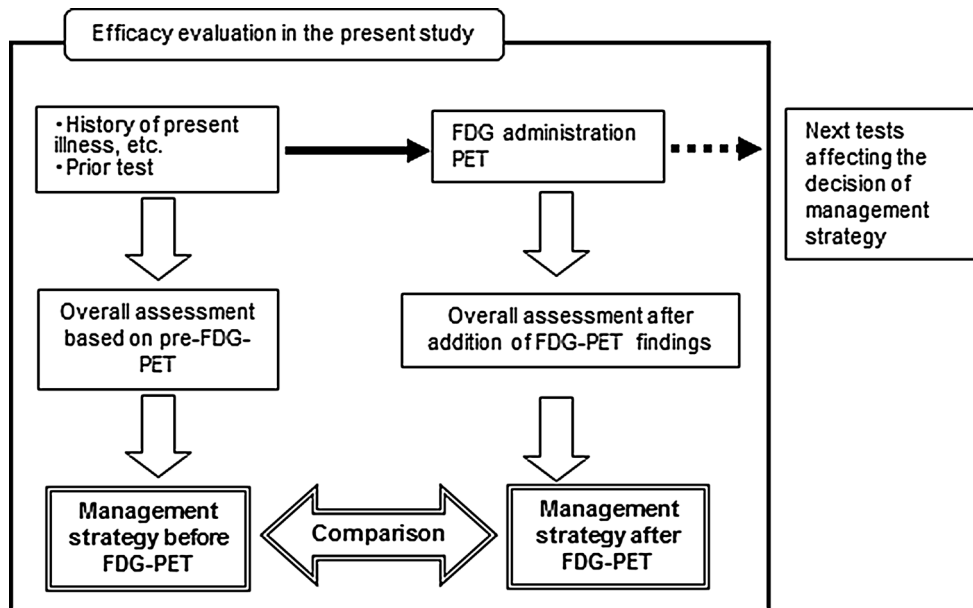 Efficacy evaluation in the present study
•History of present
illness, etc.
•Prior test
FDG administration
PET
Next tests
affecting the
decision of
management
strategy
Overall assessment
based on pre-FDG-
PET
Overall assessment after
addition of FDG-PET findings
Management
strategy before
FDG-PET
Comparison
Management
strategy after
FDG-PET